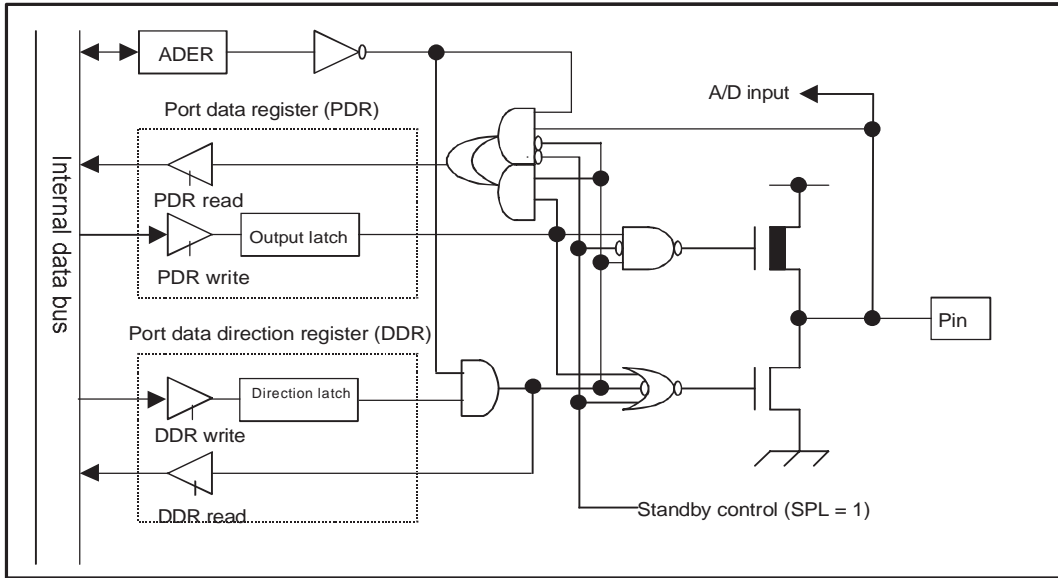 ADER
A/D input
Port data register (PDR)
Internal data bus
PDR read
Output latch
PDR write
Pin
Port data direction register (DDR)
Direction latch
DDR write
DDR read
Standby control (SPL = 1)